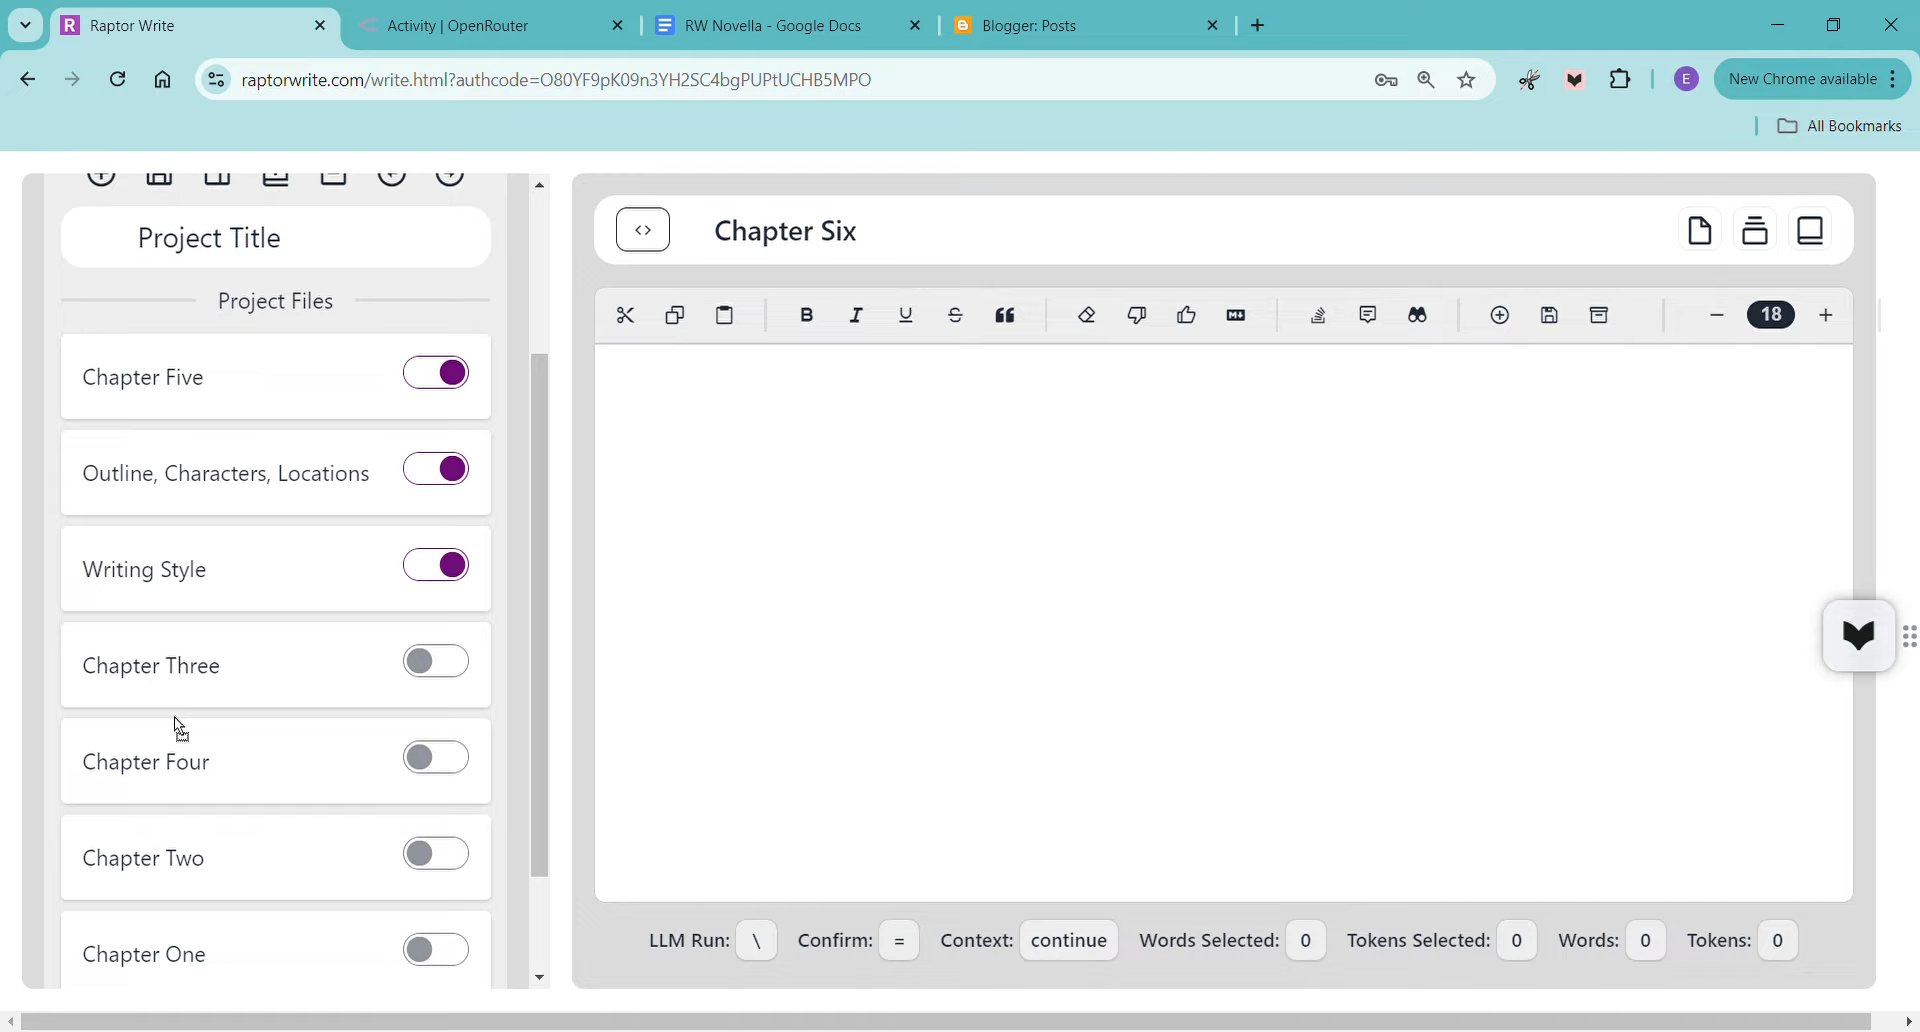 Raptor Write
Activity | OpenRouter
RW Novella - Google Docs
Blogger: Posts
raptorwrite.com/write.html?authcode=O80YF9pK09n3YH2SC4bgPUPtUCHB5MPO
E
New Chrome available
All Bookmarks
Project Title
Project Files
Chapter Five
Outline, Characters, Locations
Writing Style
Chapter Three
Chapter Four
Chapter Two
Chapter One
<> Chapter Six
B I U S
18
LLM Run: \ Confirm: = Context: continue Words Selected: 0 Tokens Selected: 0 Words: 0 Tokens: 0